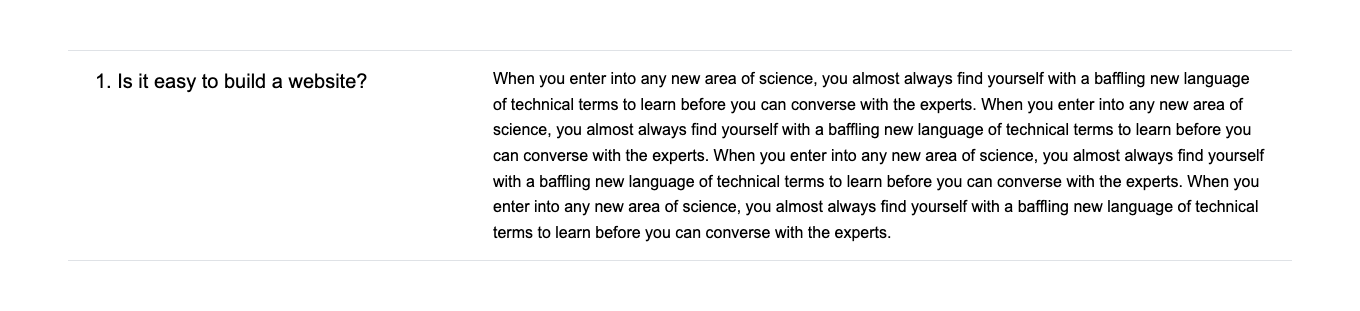 1. Is it easy to build a website?
When you enter into any new area of science, you almost always find yourself with a baffling new language
of technical terms to learn before you can converse with the experts. When you enter into any new area of
science, you almost always find yourself with a baffling new language of technical terms to learn before you
can converse with the experts. When you enter into any new area of science, you almost always find yourself
with a baffling new language of technical terms to learn before you can converse with the experts. When you
enter into any new area of science, you almost always find yourself with a baffling new language of technical
terms to learn before you can converse with the experts.